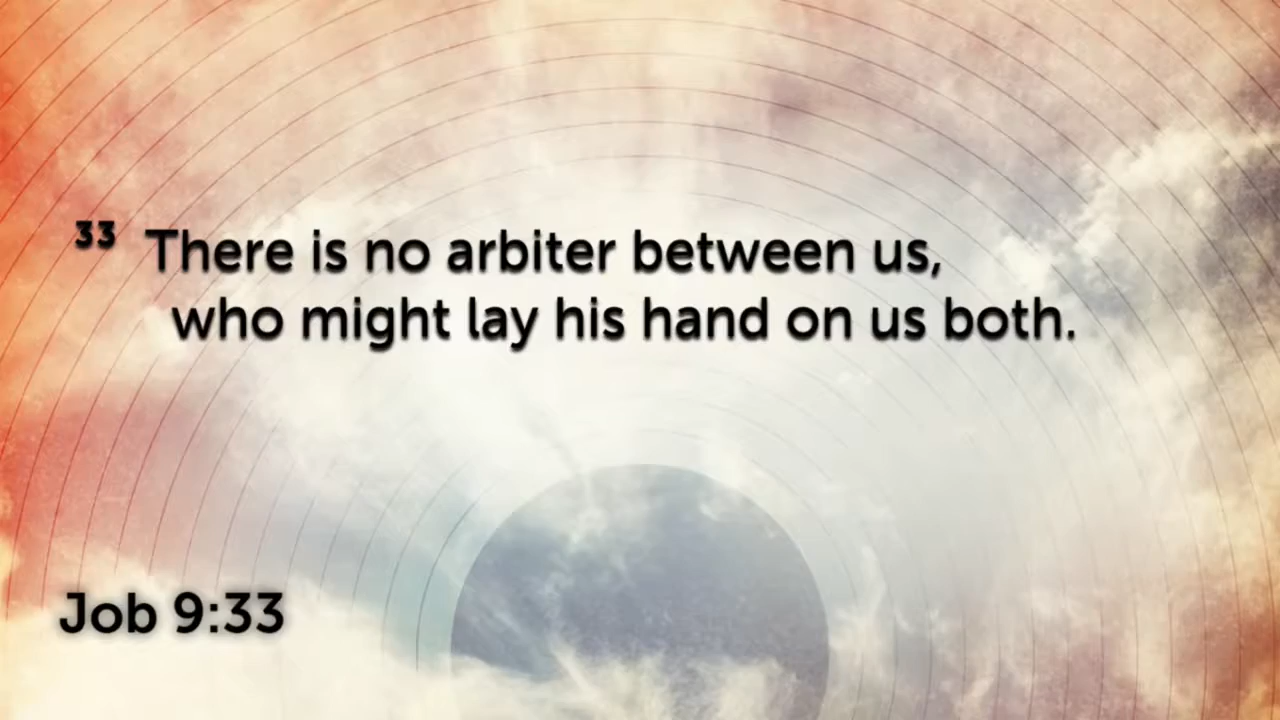 33 There is no arbiter between us,
who might lay his hand on us both.
Job 9:33